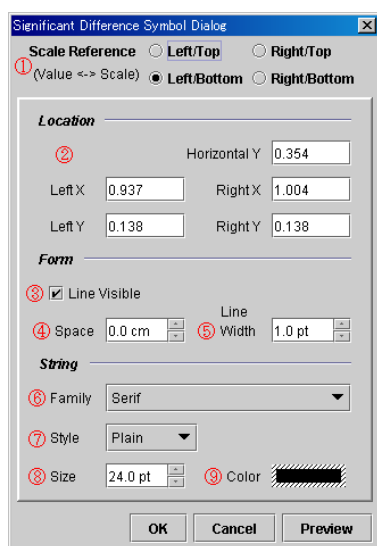 Significant Difference Symbol Dialog
Scale Reference Left/Top Right/Top
① (Value <-> Scale) Left/Bottom Right/Bottom
Location
② Horizontal Y 0.354
Left X 0.937 Right X 1.004
Left Y 0.138 Right Y 0.138
Form
③ Line Visible
④ Space 0.0 cm ⑤ Line Width 1.0 pt
String
⑥ Family Serif
⑦ Style Plain
⑧ Size 24.0 pt ⑨ Color
OK Cancel Preview